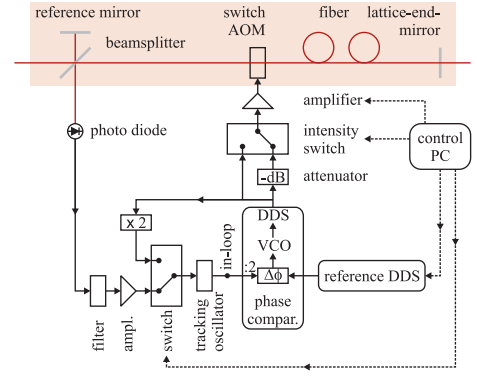 reference mirror
beamsplitter
switch
AOM
fiber
lattice-end-
mirror
amplifier
photo diode
intensity
switch
control
PC
-dB
attenuator
x 2
DDS
VCO
in-loop
:2
Δϕ
reference DDS
phase
compar.
filter
ampl.
switch
tracking
oscillator